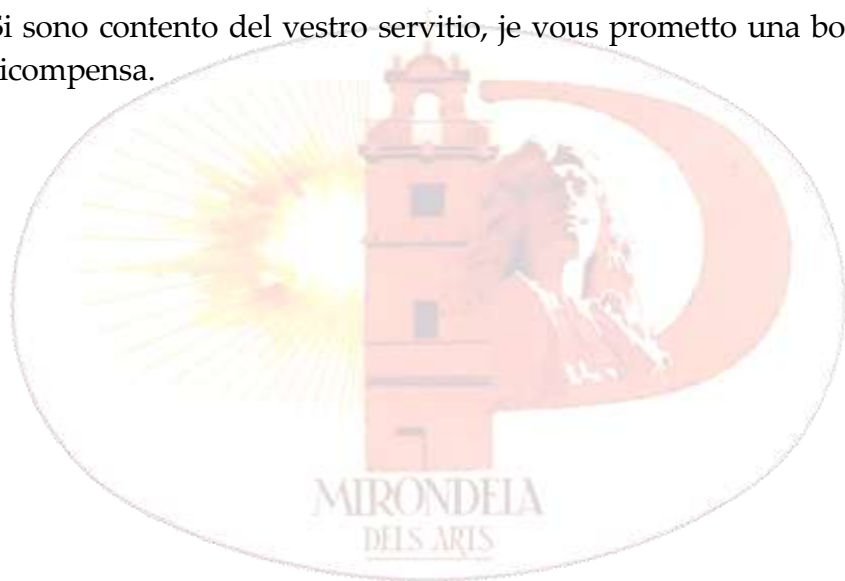 Si sono contento del vestro servitio, je vous prometto una bo
ricompensa.
MIRONDELA
DELS ARTS